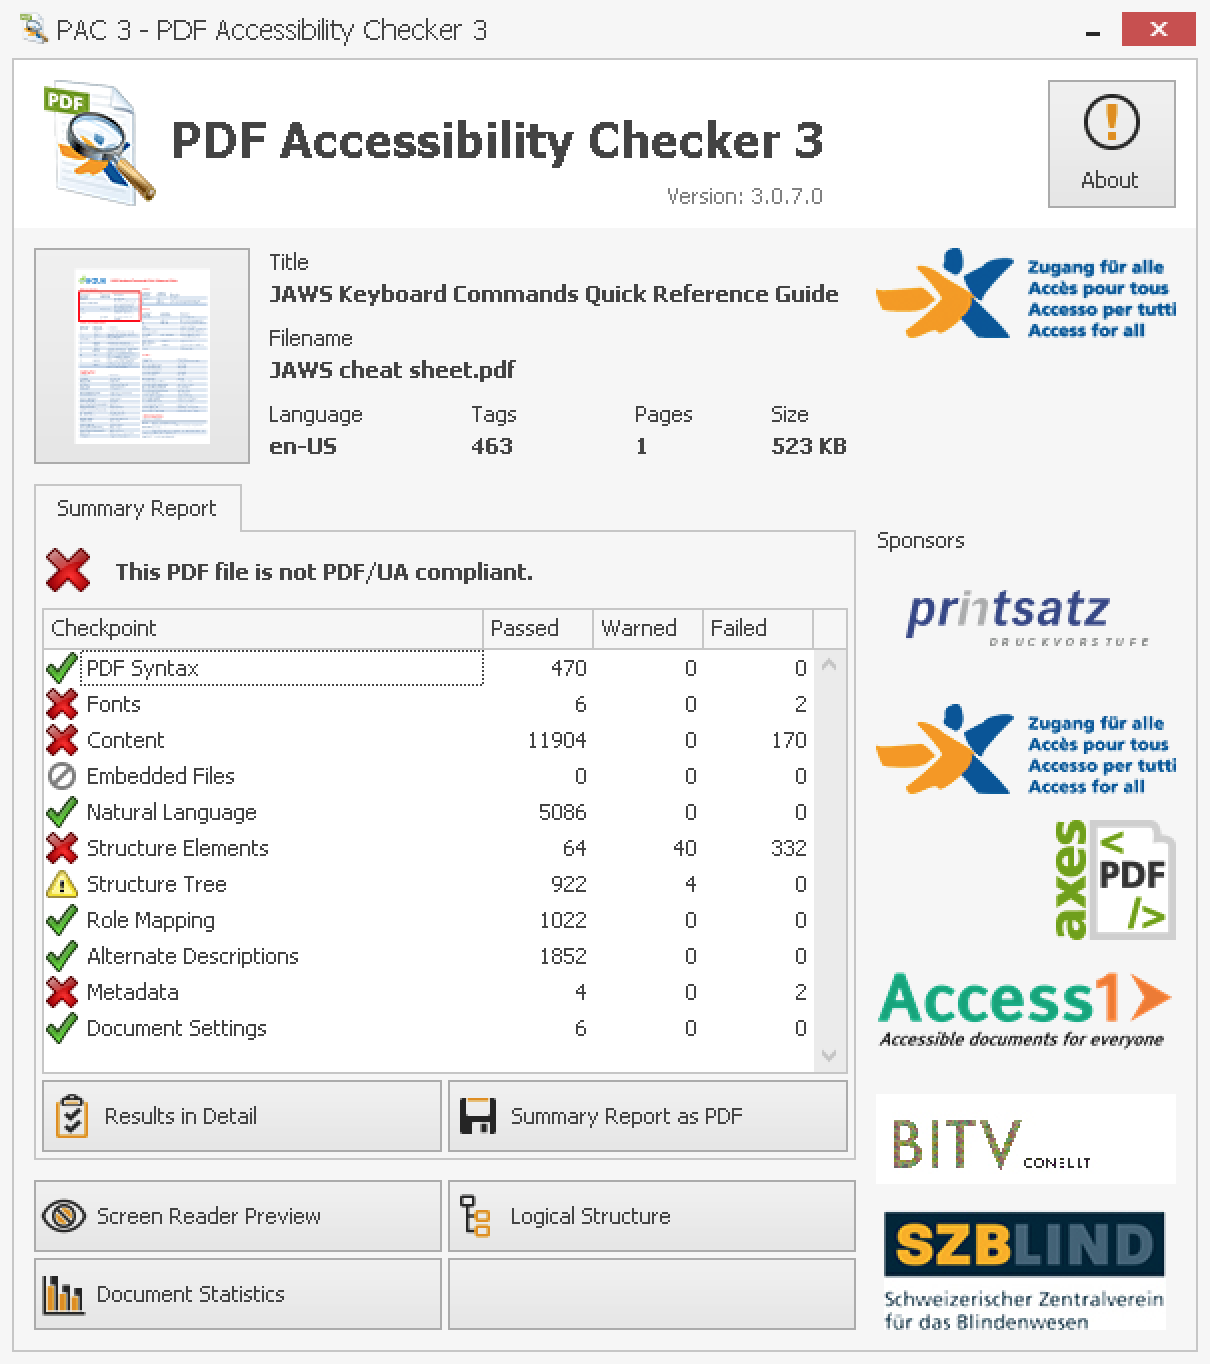 PAC 3 - PDF Accessibility Checker 3
PDF
PDF Accessibility Checker 3
Version: 3.0.7.0
About
Title
JAWS Keyboard Commands Quick Reference Guide
Filename
JAWS cheat sheet.pdf
Language Tags Pages Size
en-US 463 1 523 KB
Zugang für alle
Accès pour tous
Accesso per tutti
Access for all
Summary Report
This PDF file is not PDF/UA compliant.
Checkpoint Passed Warned Failed
PDF Syntax 470 0 0
Fonts 6 0 2
Content 11904 0 170
Embedded Files 0 0 0
Natural Language 5086 0 0
Structure Elements 64 40 332
Structure Tree 922 4 0
Role Mapping 1022 0 0
Alternate Descriptions 1852 0 0
Metadata 4 0 2
Document Settings 6 0 0
Results in Detail
Summary Report as PDF
Screen Reader Preview
Logical Structure
Document Statistics
Sponsors
printsatz
DRUCKVORSTUFE
Zugang für alle
Accès pour tous
Accesso per tutti
Access for all
axes
<
PDF
/>
Access1
Accessible documents for everyone
BITV
SZBLIND
Schweizerischer Zentralverein
für das Blindenwesen